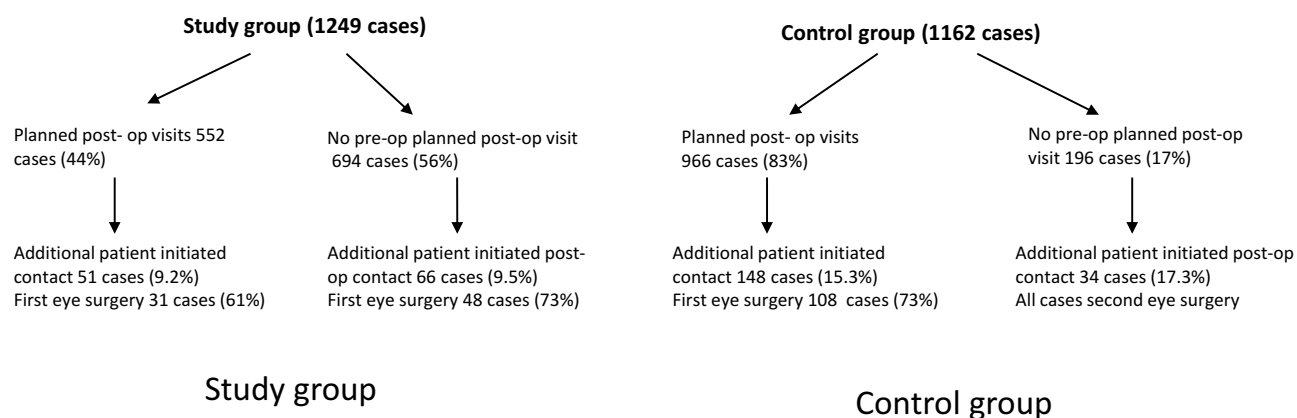 Study group (1249 cases)
Planned post- op visits 552
cases (44%)
No pre-op planned post-op visit
694 cases (56%)
Additional patient initiated
contact 51 cases (9.2%)
First eye surgery 31 cases (61%)
Additional patient initiated post-
op contact 66 cases (9.5%)
First eye surgery 48 cases (73%)
Study group
Control group (1162 cases)
Planned post- op visits
966 cases (83%)
No pre-op planned post-op
visit 196 cases (17%)
Additional patient initiated
contact 148 cases (15.3%)
First eye surgery 108 cases (73%)
Additional patient initiated post-op
contact 34 cases (17.3%)
All cases second eye surgery
Control group